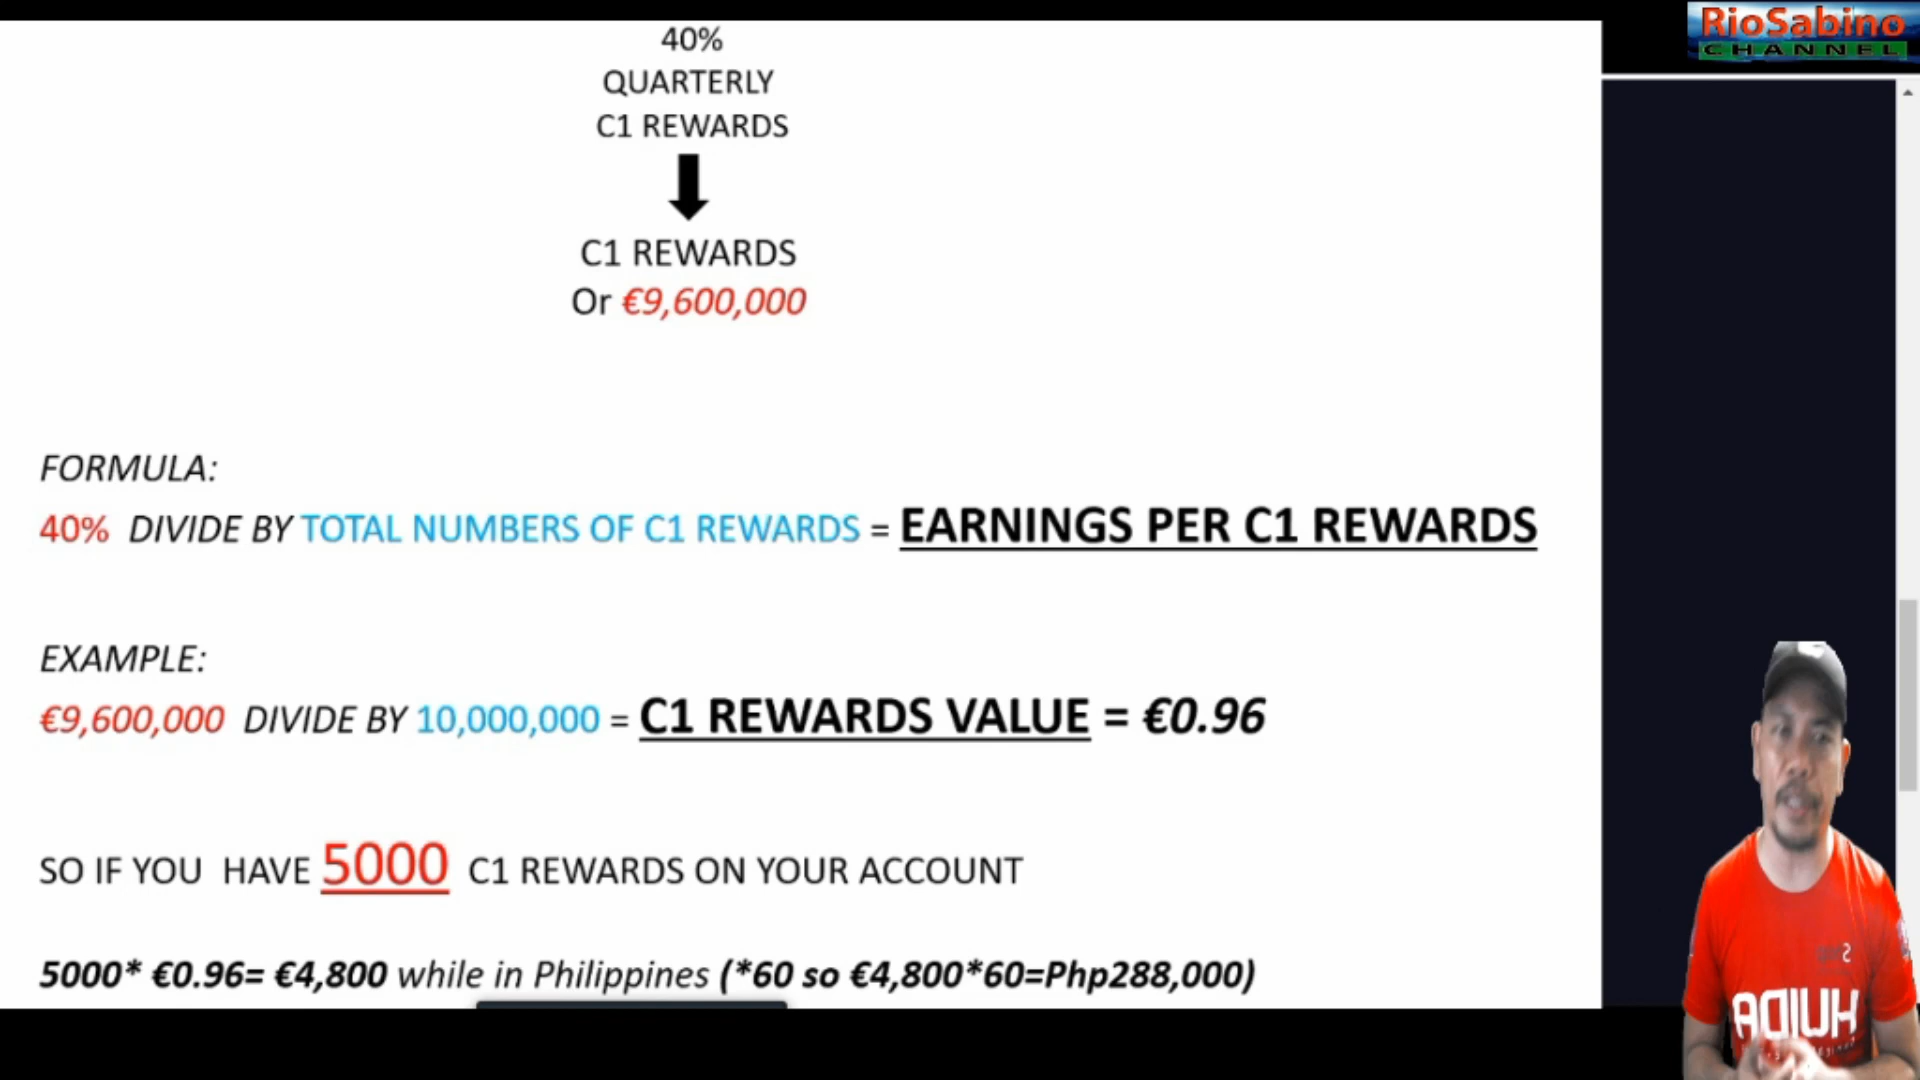 RioSabino
CHANNEL
40%
QUARTERLY
C1 REWARDS
C1 REWARDS
Or €9,600,000
FORMULA:
40% DIVIDE BY TOTAL NUMBERS OF C1 REWARDS = EARNINGS PER C1 REWARDS
EXAMPLE:
€9,600,000 DIVIDE BY 10,000,000 = C1 REWARDS VALUE = €0.96
SO IF YOU HAVE 5000 C1 REWARDS ON YOUR ACCOUNT
5000* €0.96= €4,800 while in Philippines (*60 so €4,800*60=Php288,000)